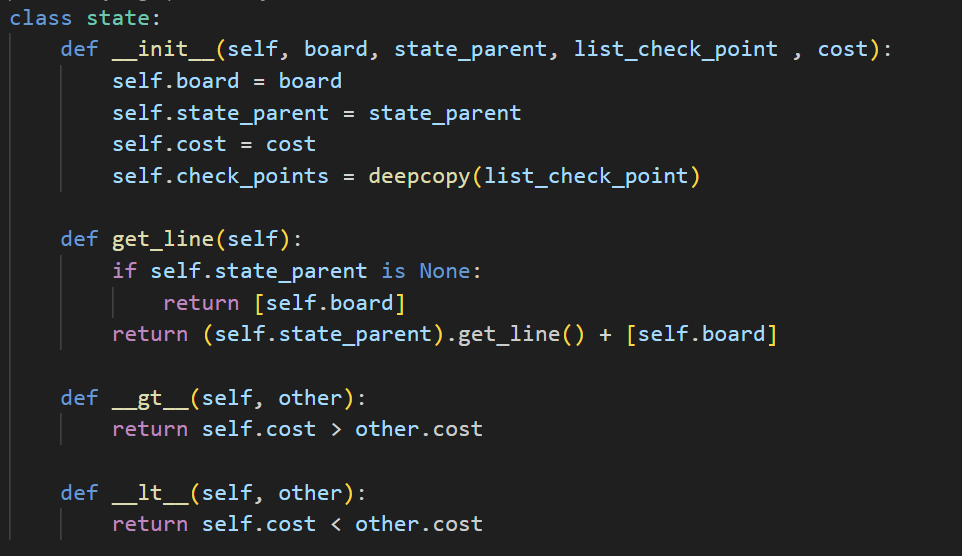 class state:
    def __init__(self, board, state_parent, list_check_point , cost):
        self.board = board
        self.state_parent = state_parent
        self.cost = cost
        self.check_points = deepcopy(list_check_point)
    def get_line(self):
        if self.state_parent is None:
            return [self.board]
        return (self.state_parent).get_line() + [self.board]
    def __gt__(self, other):
        return self.cost > other.cost
    def __lt__(self, other):
        return self.cost < other.cost